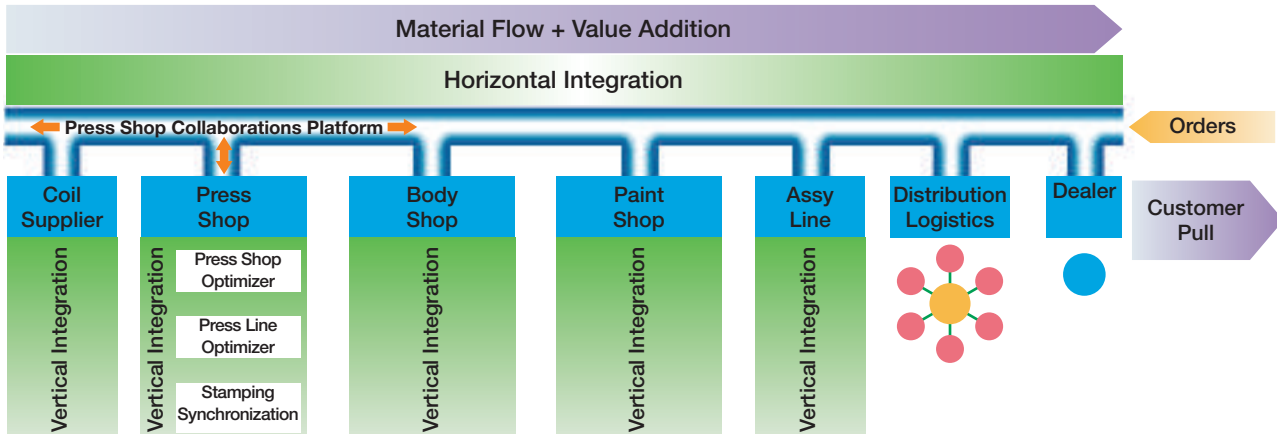 Material Flow + Value Addition
Horizontal Integration
Press Shop Collaborations Platform
Orders
Coil
Supplier
Press
Shop
Body
Shop
Paint
Shop
Assy
Line
Distribution
Logistics
Dealer
Customer
Pull
Vertical Integration
Vertical Integration
Press Shop
Optimizer
Press Line
Optimizer
Stamping
Synchronization
Vertical Integration
Vertical Integration
Vertical Integration